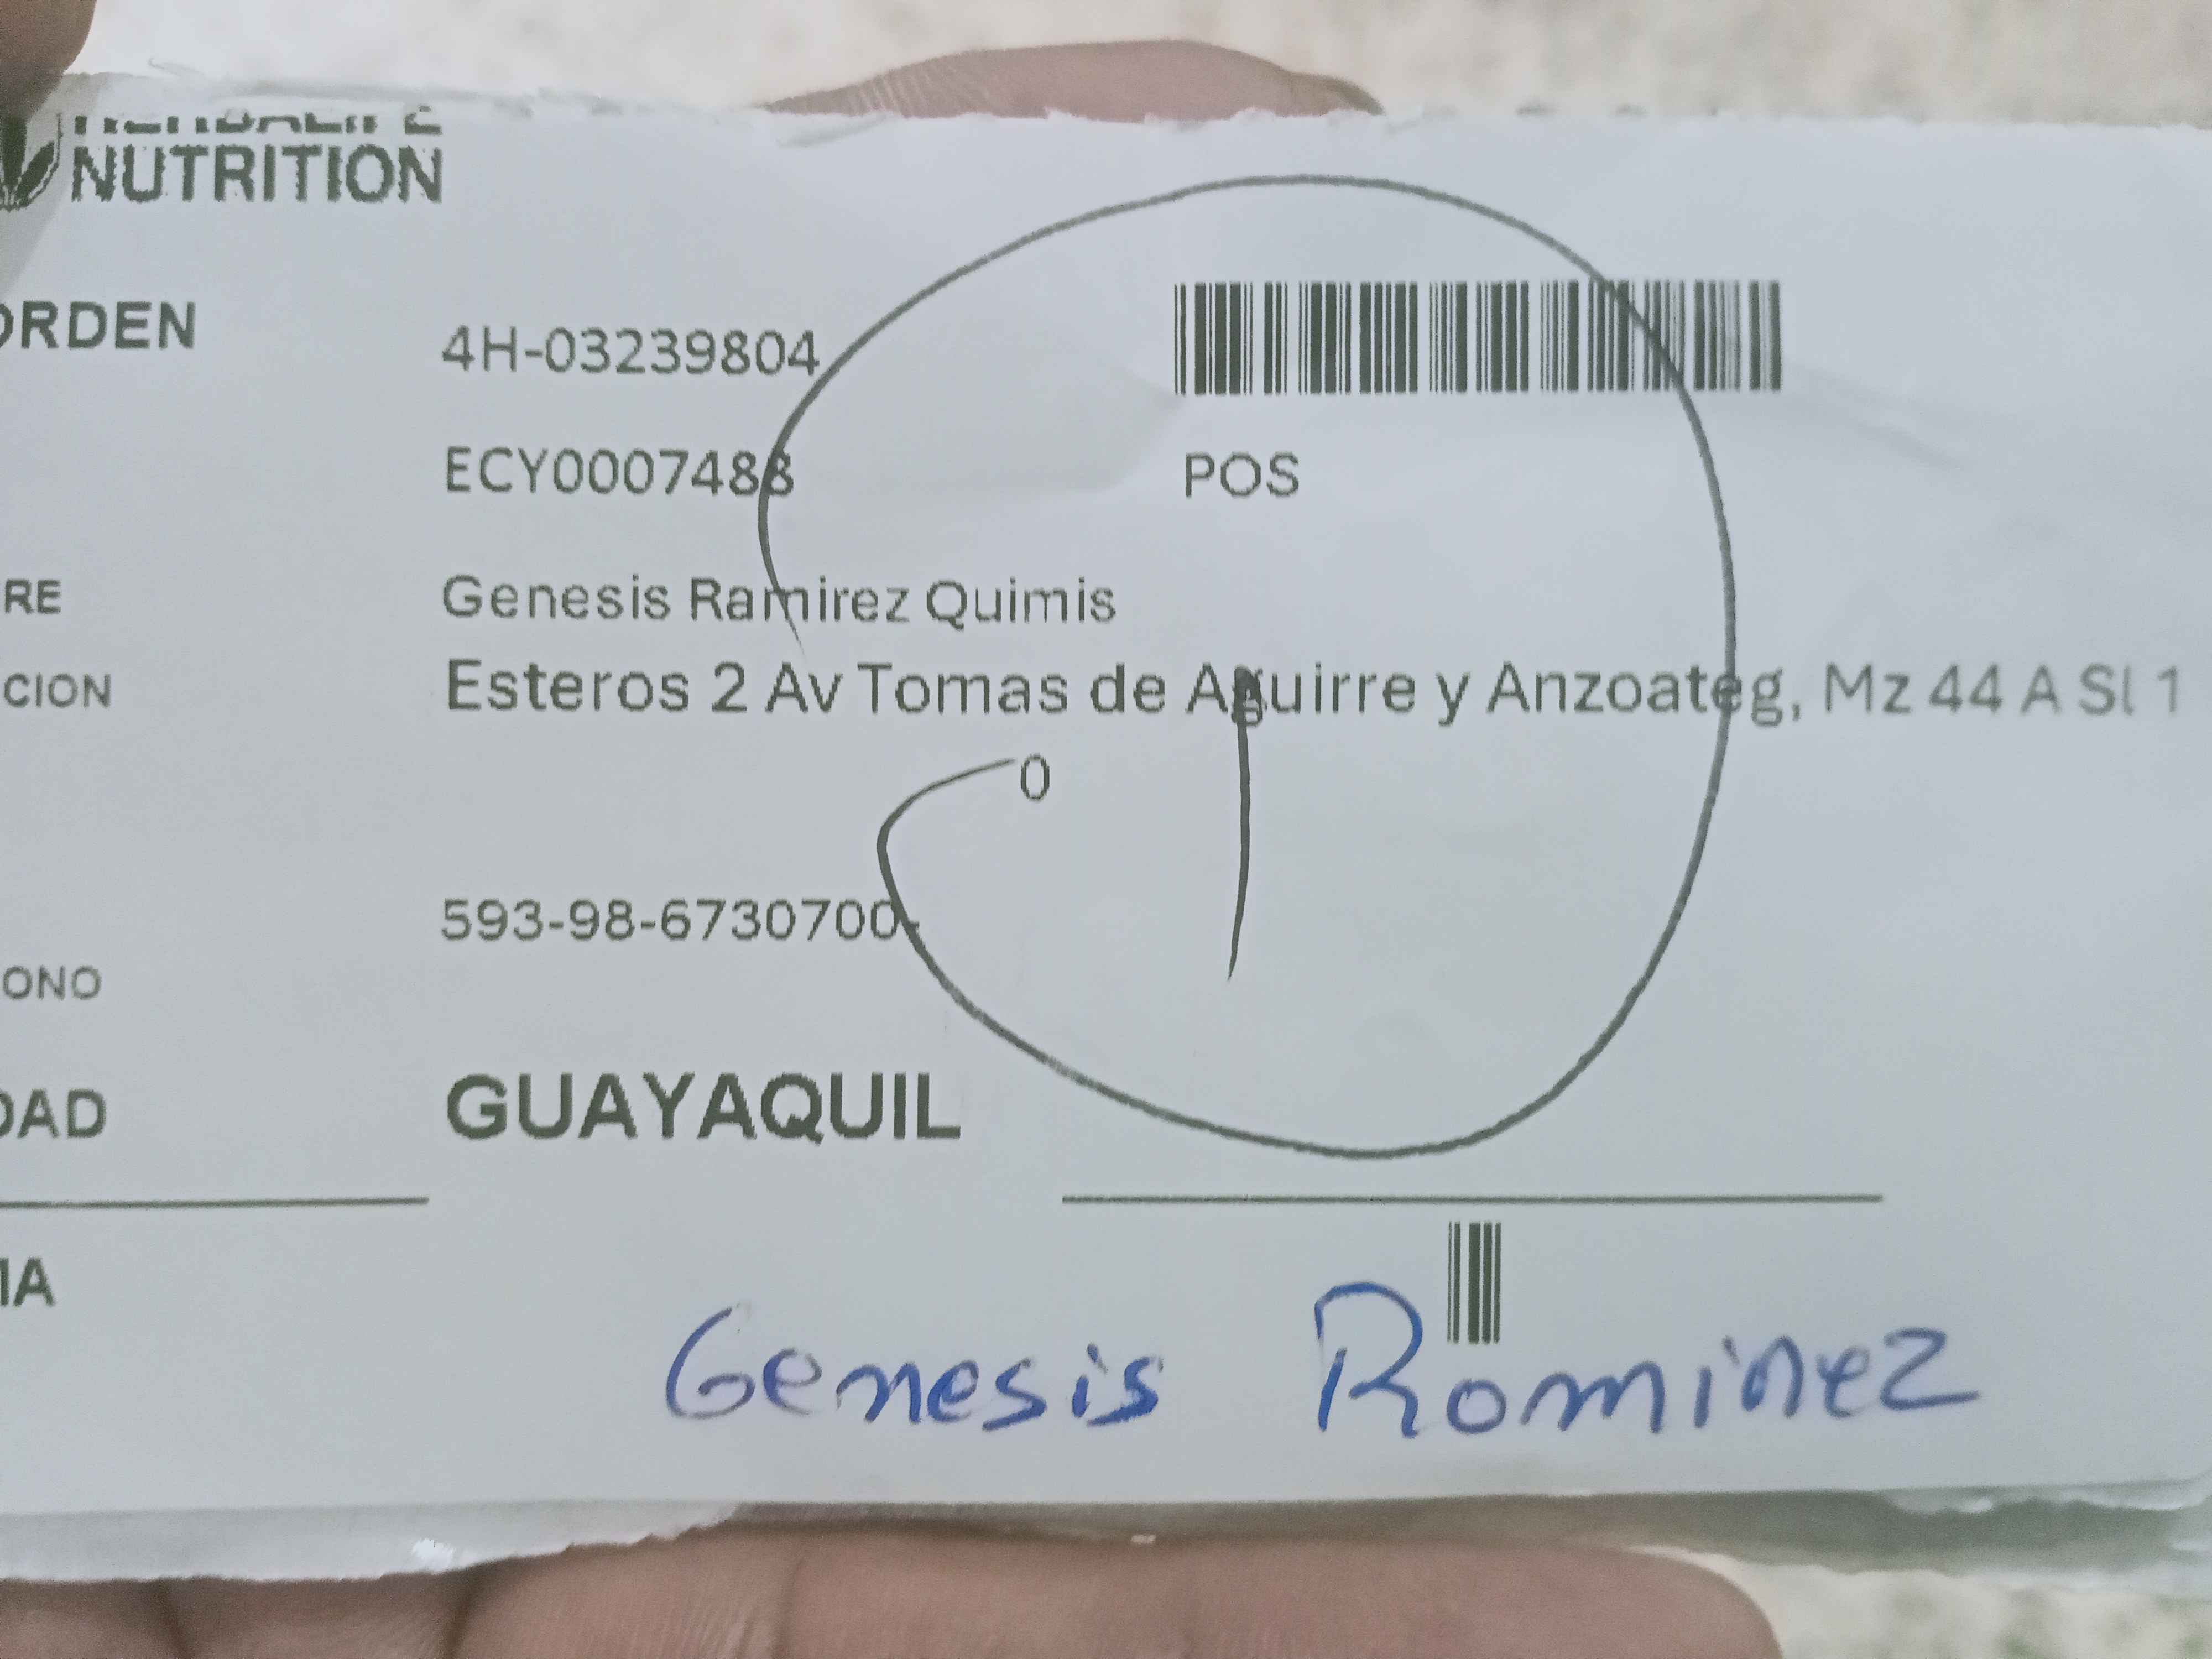 NUTRITION
ORDEN 4H-03239804
ECY0007488 POS
RE Genesis Ramirez Quimis
CION Esteros 2 Av Tomas de Aguirre y Anzoateg, Mz 44 A Sl 1
0
593-98-6730700-
ONO
DAD GUAYAQUIL
IA
Genesis Rominez